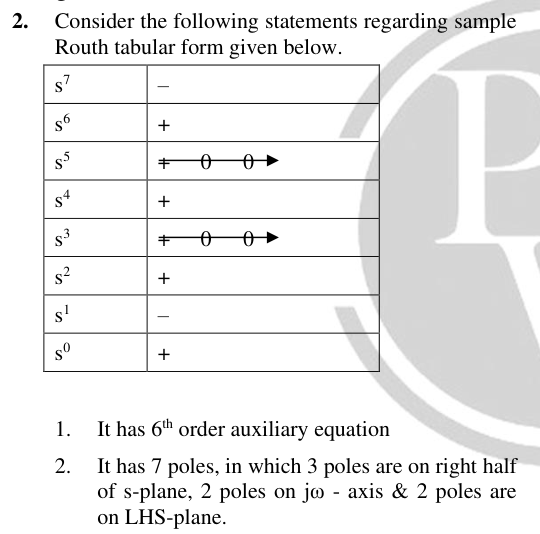 2. Consider the following statements regarding sample
Routh tabular form given below.
s⁷ –
s⁶ +
s⁵ + 0 0
s⁴ +
s³ + 0 0
s² +
s¹ –
s⁰ +
1. It has 6ᵗʰ order auxiliary equation
2. It has 7 poles, in which 3 poles are on right half
of s-plane, 2 poles on jω - axis & 2 poles are
on LHS-plane.